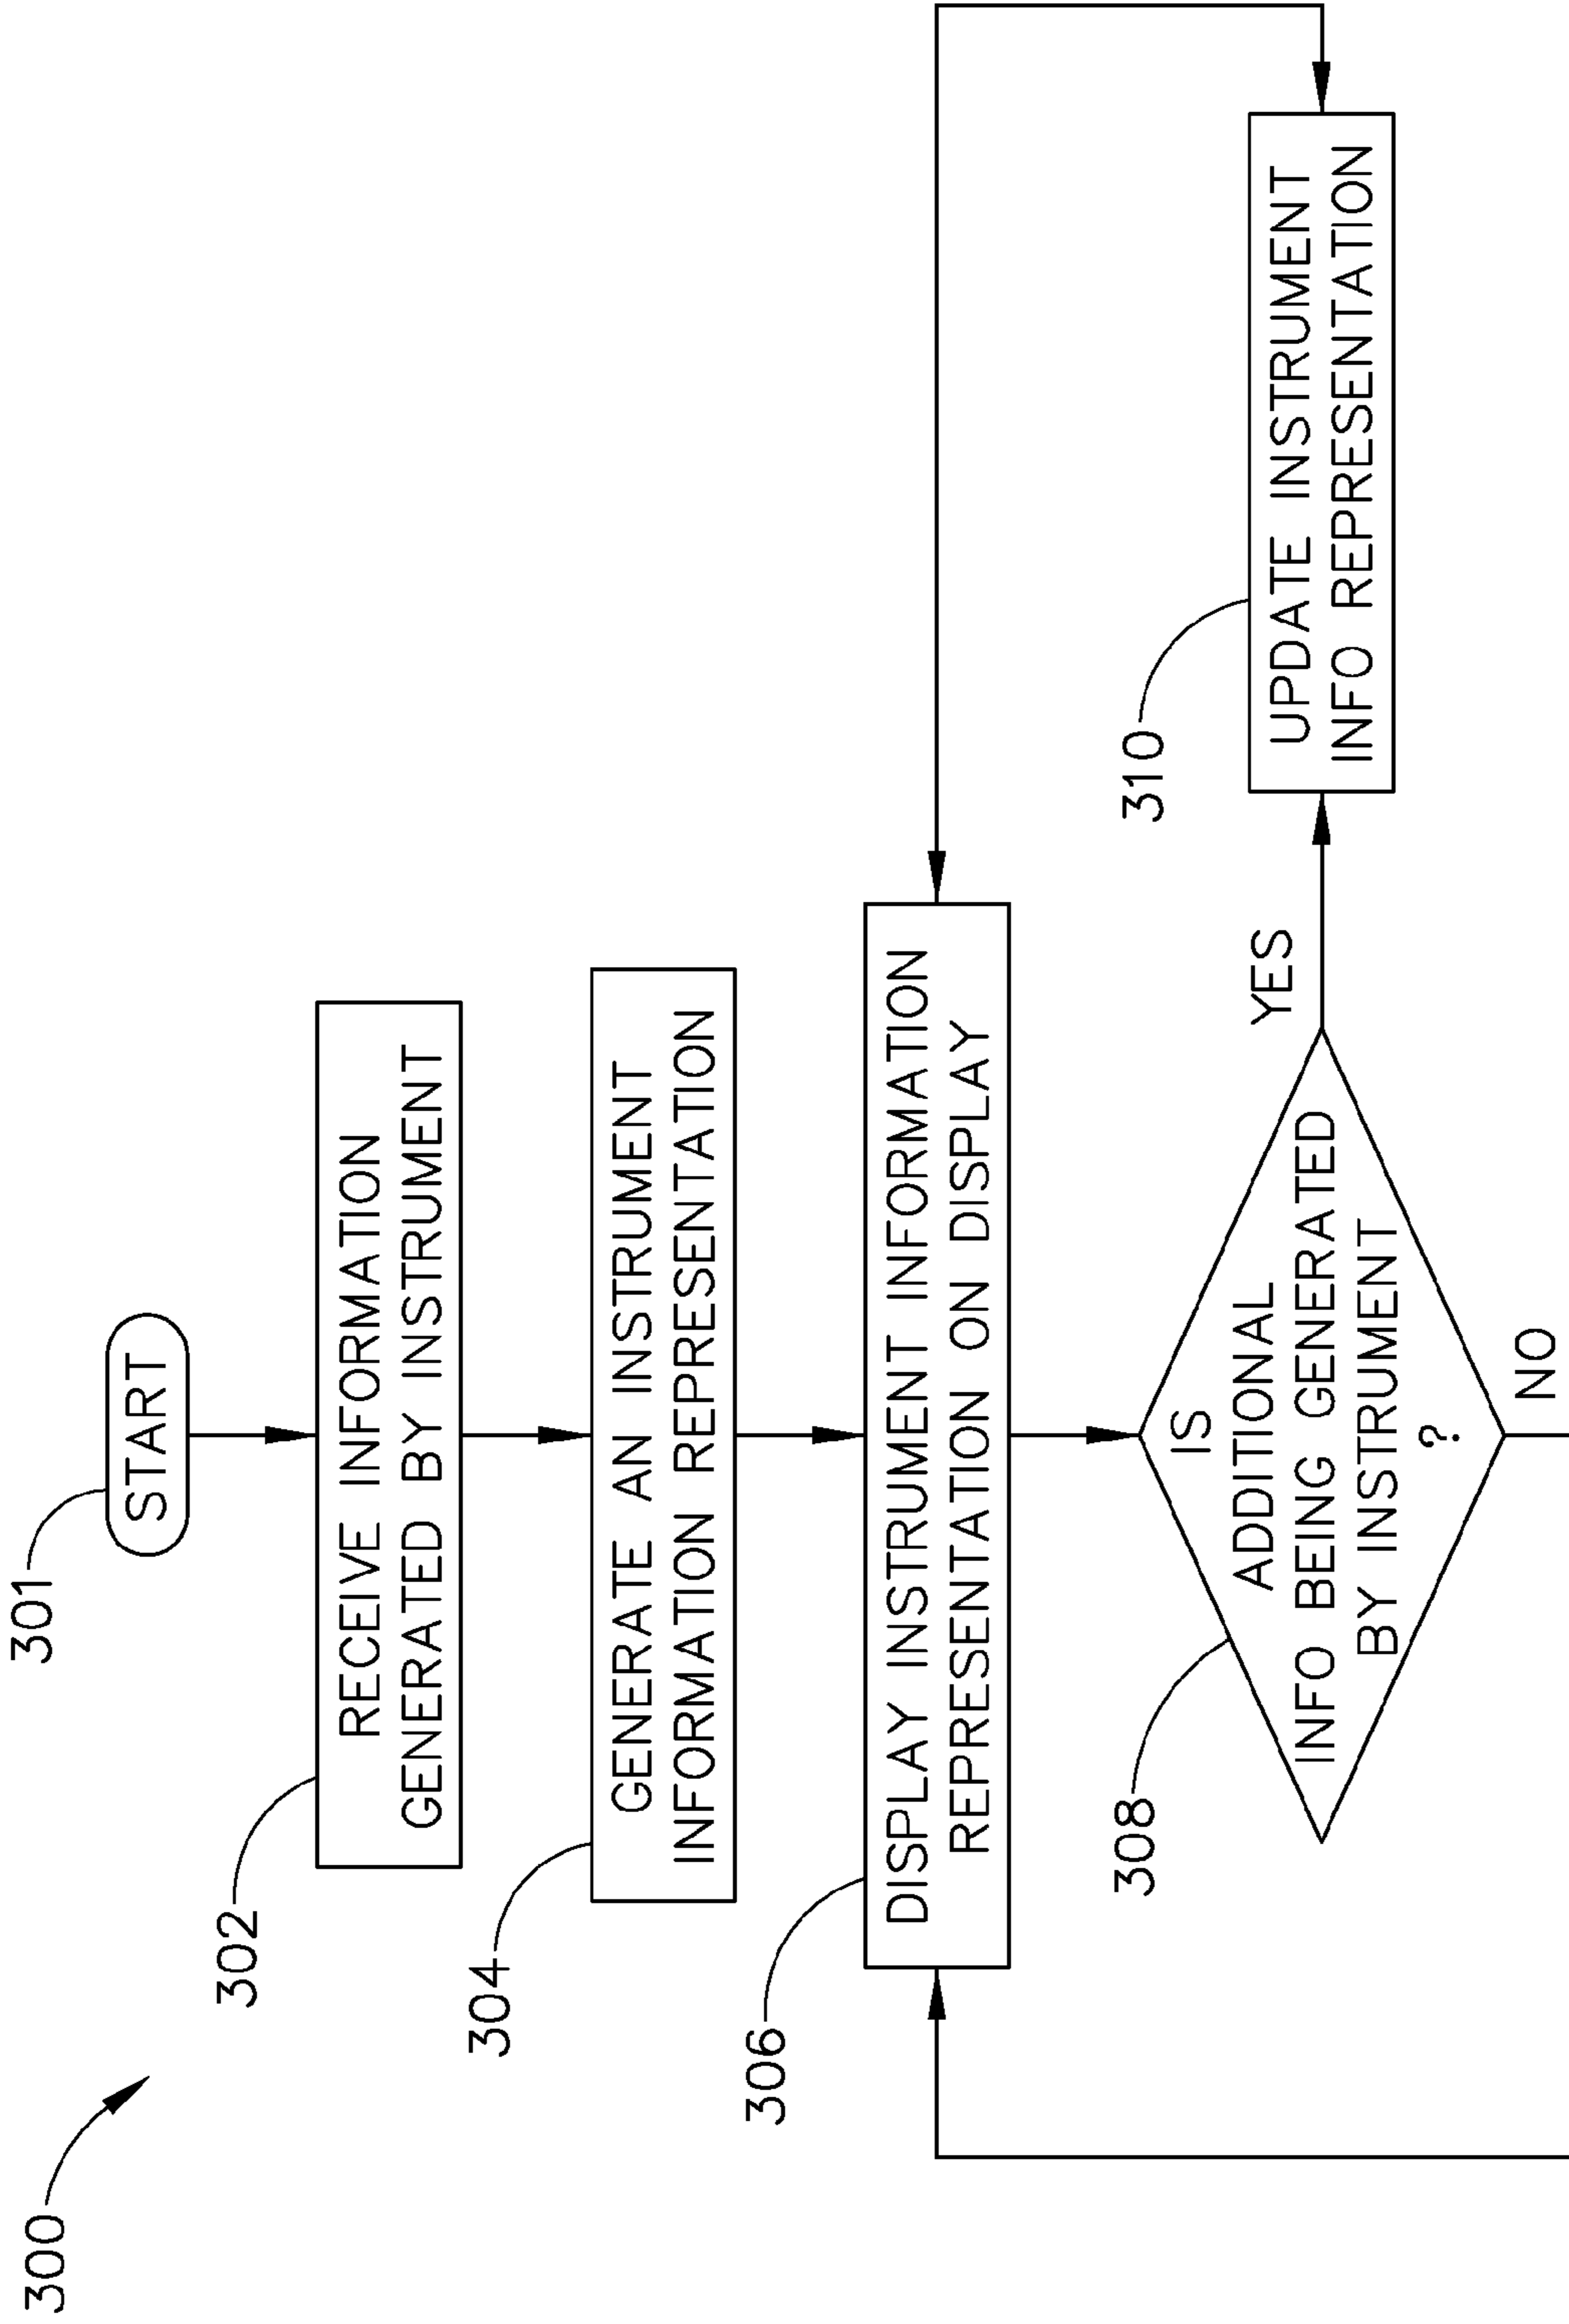 300
301
START
302
RECEIVE INFORMATION
GENERATED BY INSTRUMENT
304
GENERATE AN INSTRUMENT
INFORMATION REPRESENTATION
306
DISPLAY INSTRUMENT INFORMATION
REPRESENTATION ON DISPLAY
308
IS
ADDITIONAL
INFO BEING GENERATED
BY INSTRUMENT
?
YES
NO
310
UPDATE INSTRUMENT
INFO REPRESENTATION